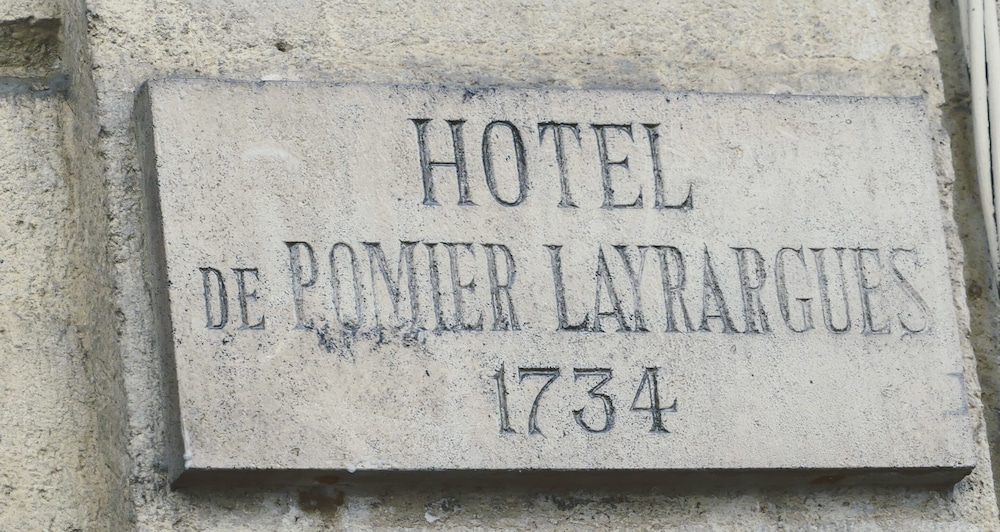 HOTEL
DE POMIER LAYRARGUES
1734